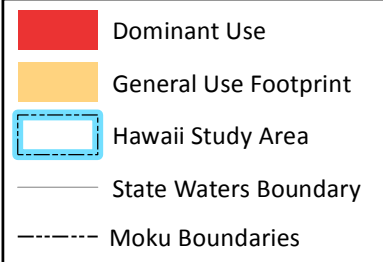 Dominant Use
General Use Footprint
Hawaii Study Area
State Waters Boundary
Moku Boundaries